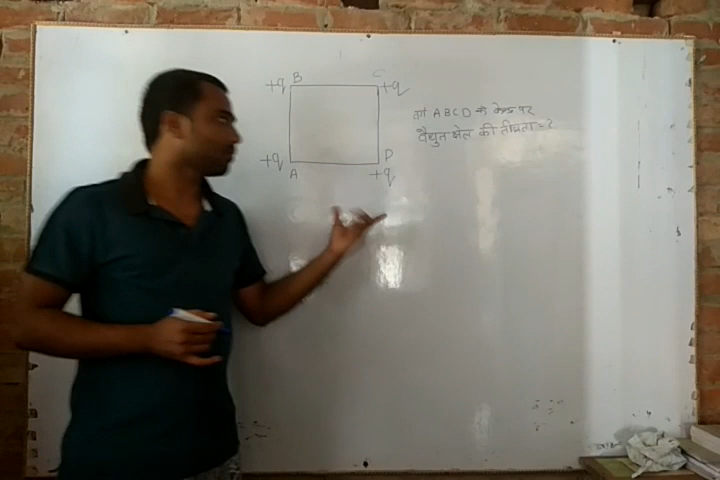 +q B C +q
+q A D +q
वर्ग ABCD के केन्द्र पर
वैद्युत क्षेत्र की तीव्रता = ?